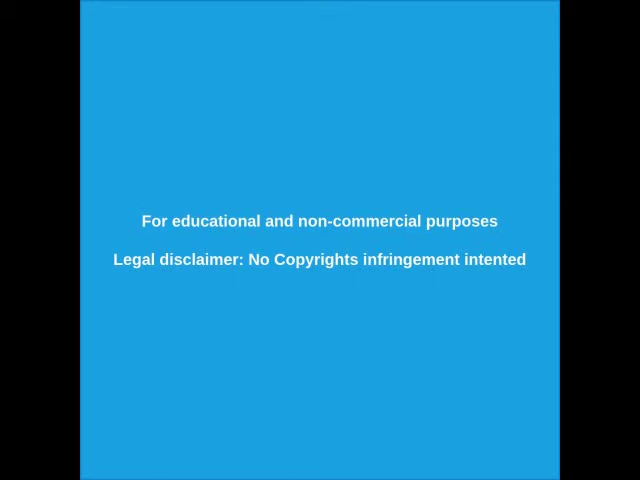 For educational and non-commercial purposes
Legal disclaimer: No Copyrights infringement intented